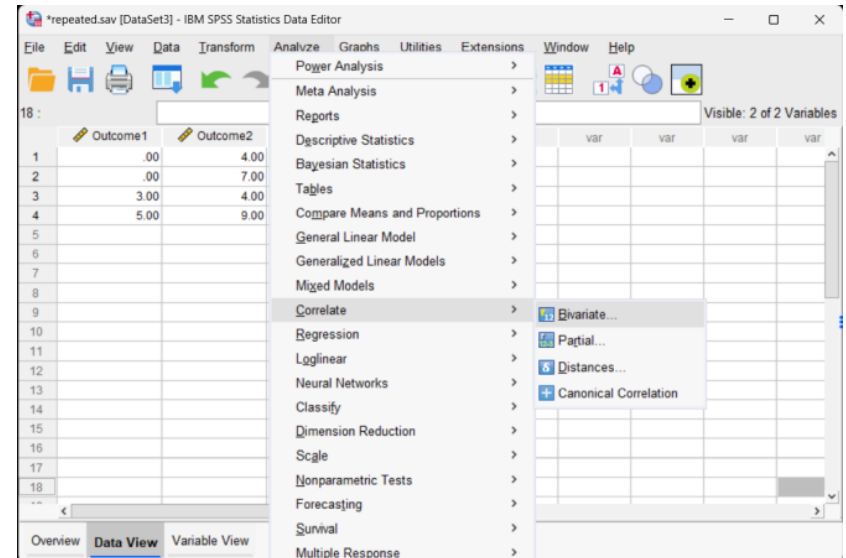 *repeated.sav [DataSet3] - IBM SPSS Statistics Data Editor
File Edit View Data Transform Analyze Graphs Utilities Extensions Window Help
18 :
Visible: 2 of 2 Variables
Outcome1 Outcome2 var var var var
1 .00 4.00
2 .00 7.00
3 3.00 4.00
4 5.00 9.00
5
6
7
8
9
10
11
12
13
14
15
16
17
18
Power Analysis
Meta Analysis
Reports
Descriptive Statistics
Bayesian Statistics
Tables
Compare Means and Proportions
General Linear Model
Generalized Linear Models
Mixed Models
Correlate
Regression
Loglinear
Neural Networks
Classify
Dimension Reduction
Scale
Nonparametric Tests
Forecasting
Survival
Multiple Response
Bivariate...
Partial...
Distances...
Canonical Correlation
Overview Data View Variable View